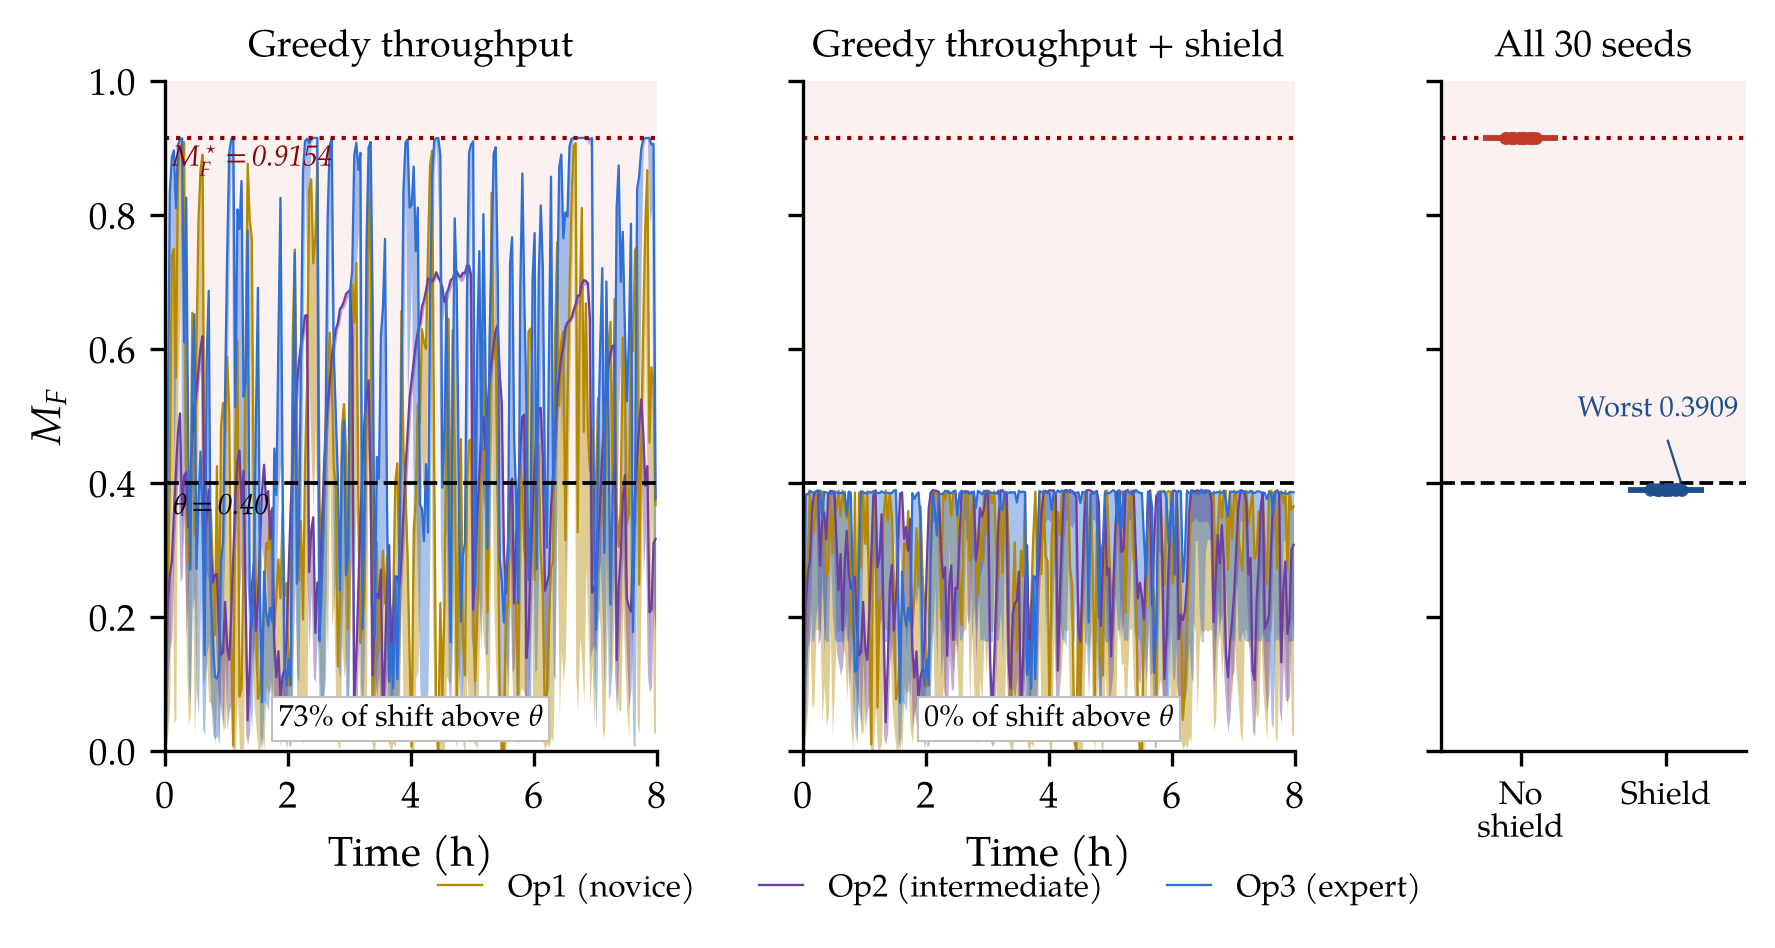 Greedy throughput
Greedy throughput + shield
All 30 seeds
M_F
1.0
0.8
0.6
0.4
0.2
0.0
M_F^⋆ = 0.9154
θ = 0.40
73% of shift above θ
0 2 4 6 8
Time (h)
0% of shift above θ
0 2 4 6 8
Time (h)
Worst 0.3909
No
shield
Shield
Op1 (novice) Op2 (intermediate) Op3 (expert)